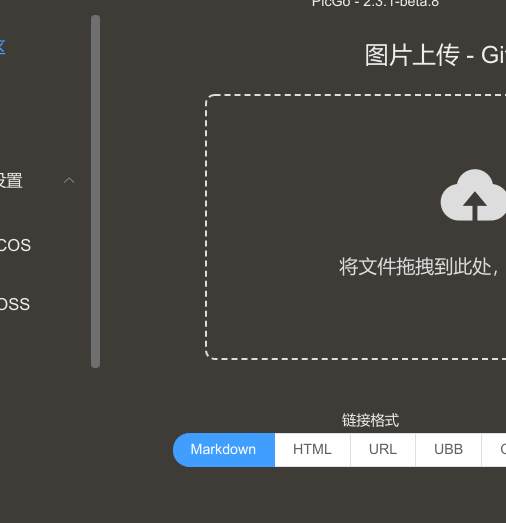 PicGo - 2.3.1-beta.8
区
图片上传 - Gi
设置
COS
将文件拖拽到此处，
OSS
链接格式
Markdown HTML URL UBB